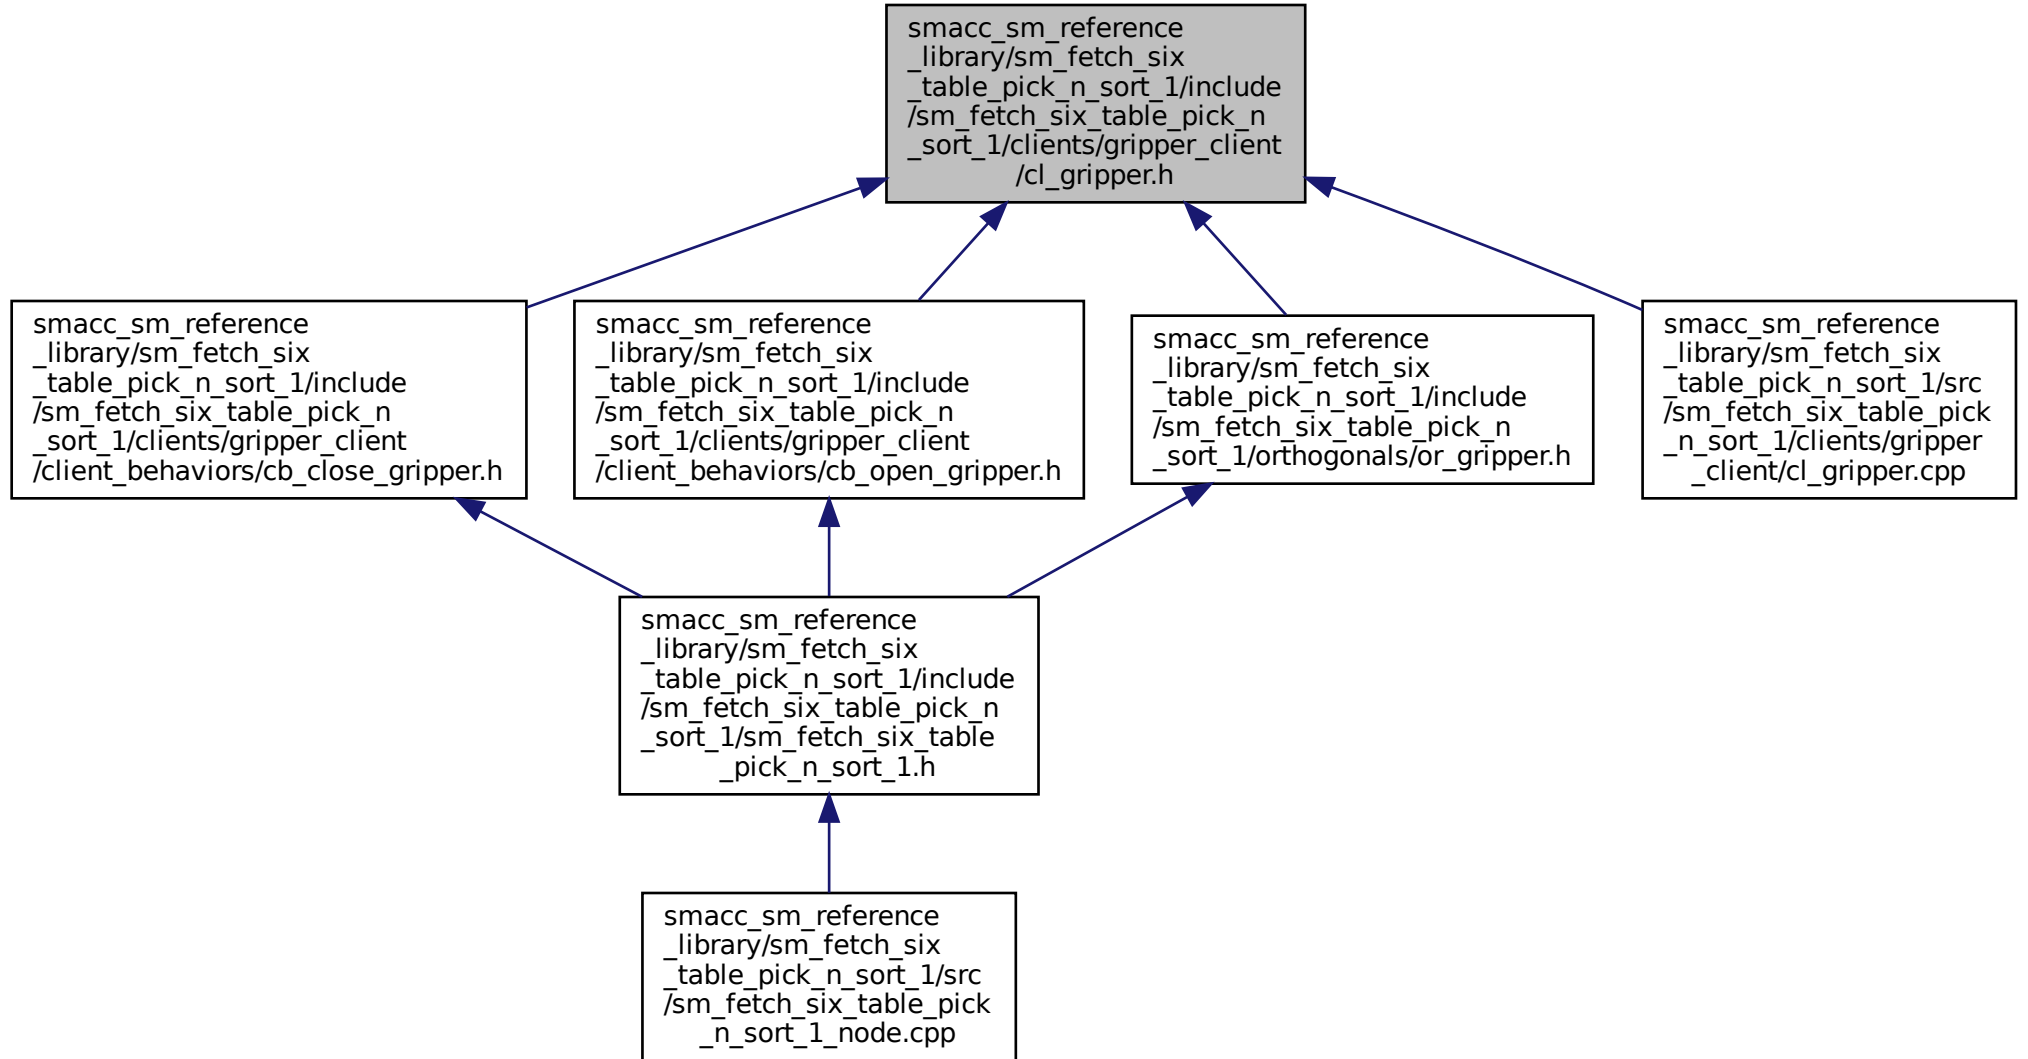 smacc_sm_reference
_library/sm_fetch_six
_table_pick_n_sort_1/include
/sm_fetch_six_table_pick_n
_sort_1/clients/gripper_client
/cl_gripper.h
smacc_sm_reference
_library/sm_fetch_six
_table_pick_n_sort_1/include
/sm_fetch_six_table_pick_n
_sort_1/clients/gripper_client
/client_behaviors/cb_close_gripper.h
smacc_sm_reference
_library/sm_fetch_six
_table_pick_n_sort_1/include
/sm_fetch_six_table_pick_n
_sort_1/clients/gripper_client
/client_behaviors/cb_open_gripper.h
smacc_sm_reference
_library/sm_fetch_six
_table_pick_n_sort_1/include
/sm_fetch_six_table_pick_n
_sort_1/orthogonals/or_gripper.h
smacc_sm_reference
_library/sm_fetch_six
_table_pick_n_sort_1/src
/sm_fetch_six_table_pick
_n_sort_1/clients/gripper
_client/cl_gripper.cpp
smacc_sm_reference
_library/sm_fetch_six
_table_pick_n_sort_1/include
/sm_fetch_six_table_pick_n
_sort_1/sm_fetch_six_table
_pick_n_sort_1.h
smacc_sm_reference
_library/sm_fetch_six
_table_pick_n_sort_1/src
/sm_fetch_six_table_pick
_n_sort_1_node.cpp